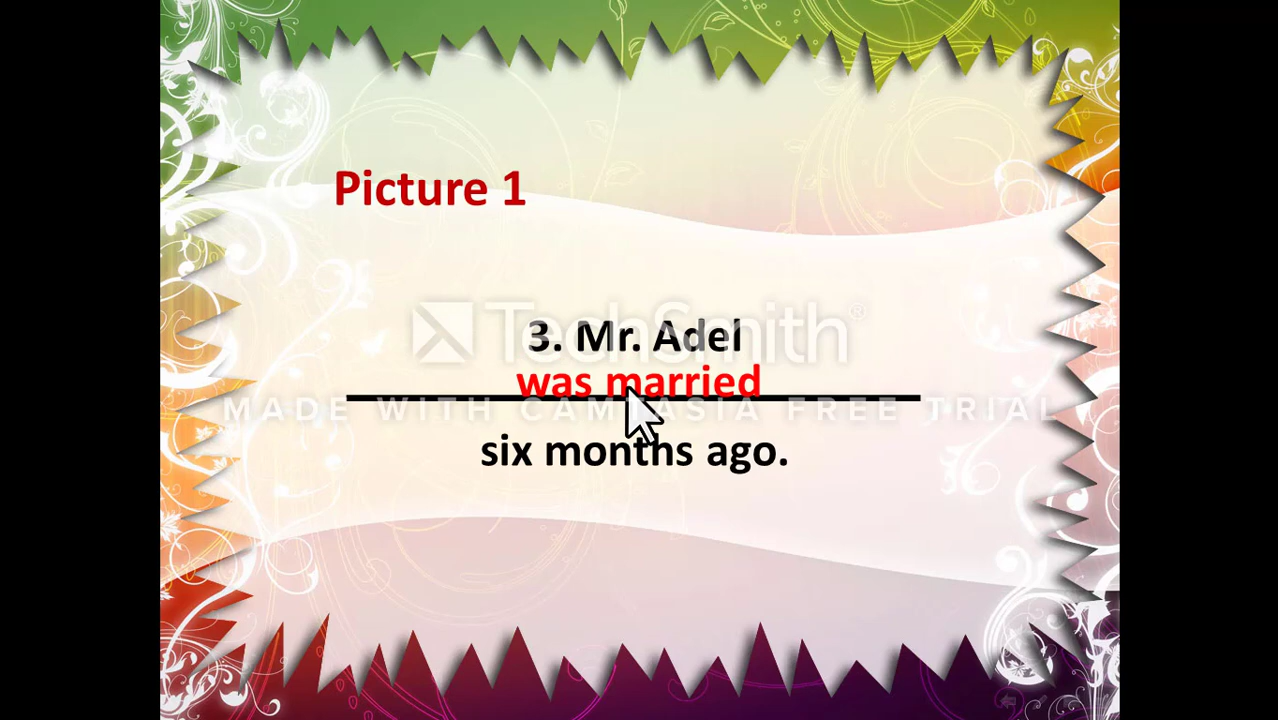 Picture 1
TechSmith®
3. Mr. Adel
was married
MADE WITH CAMTASIA FREE TRIAL
six months ago.